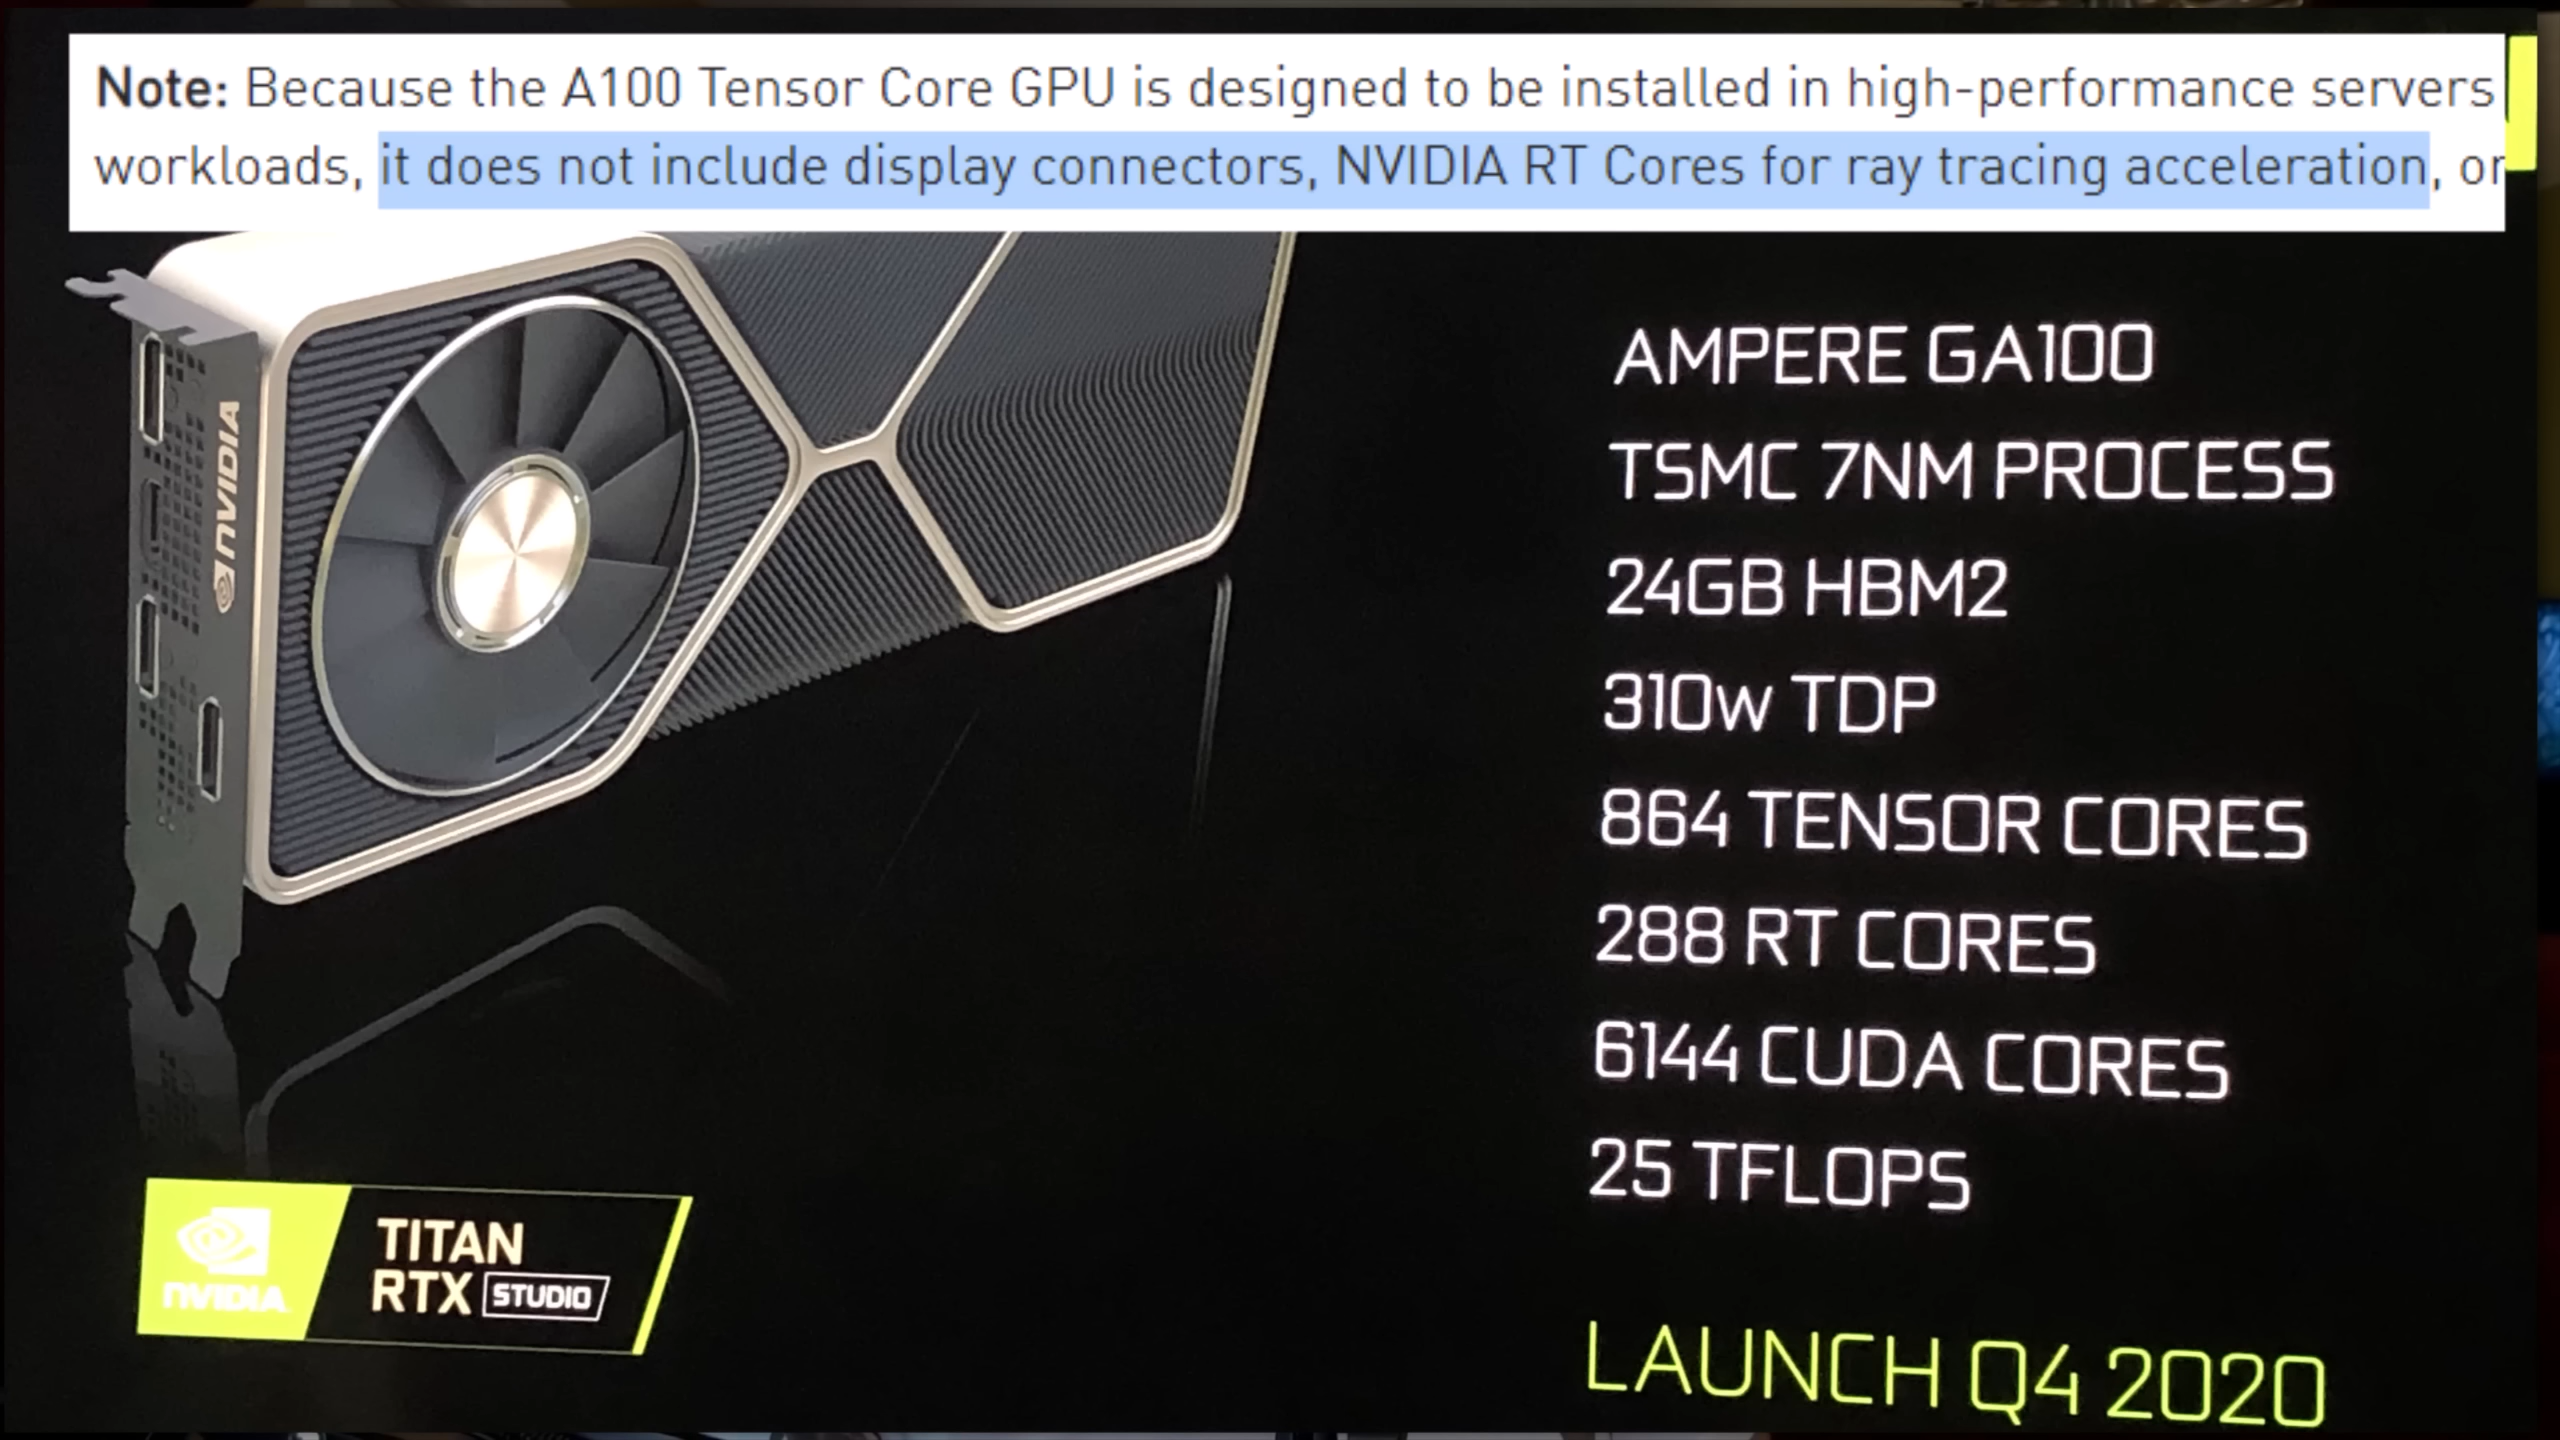 Note: Because the A100 Tensor Core GPU is designed to be installed in high-performance servers
workloads, it does not include display connectors, NVIDIA RT Cores for ray tracing acceleration, or
NVIDIA
AMPERE GA100
TSMC 7NM PROCESS
24GB HBM2
310W TDP
864 TENSOR CORES
288 RT CORES
6144 CUDA CORES
25 TFLOPS
NVIDIA
TITAN
RTX STUDIO
LAUNCH Q4 2020